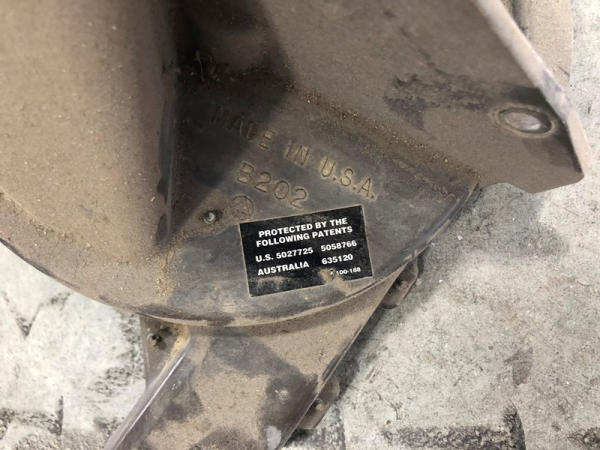 MADE IN U.S.A.
B202
PROTECTED BY THE
FOLLOWING PATENTS
U.S. 5027725 5058766
AUSTRALIA 635120
100-188